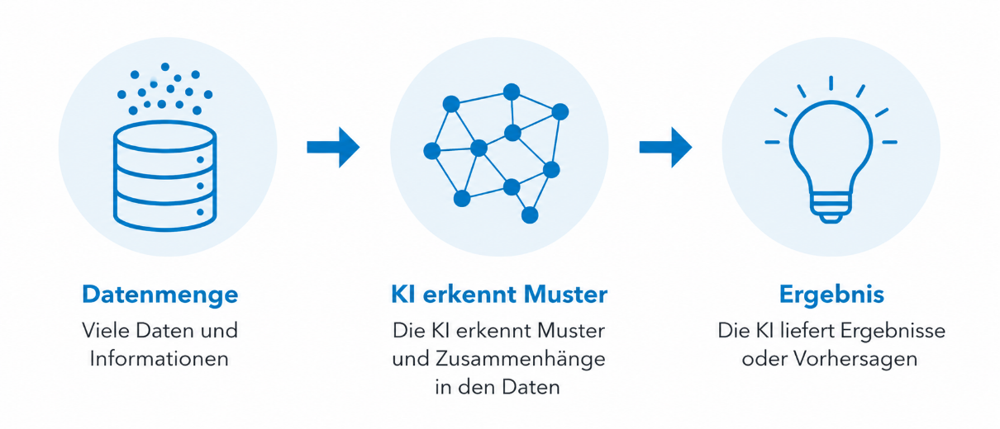 Datenmenge
Viele Daten und
Informationen
KI erkennt Muster
Die KI erkennt Muster
und Zusammenhänge
in den Daten
Ergebnis
Die KI liefert Ergebnisse
oder Vorhersagen